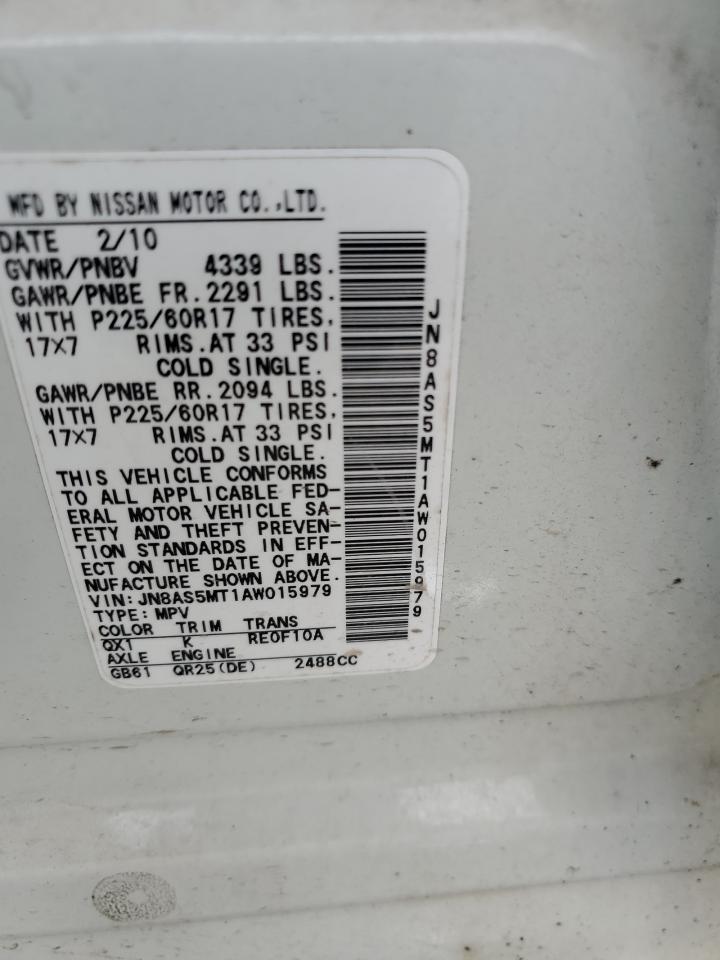 MFD BY NISSAN MOTOR CO.,LTD.
DATE 2/10
GVWR/PNBV 4339 LBS.
GAWR/PNBE FR. 2291 LBS.
WITH P225/60R17 TIRES,
17X7 RIMS.AT 33 PSI
COLD SINGLE.
GAWR/PNBE RR. 2094 LBS.
WITH P225/60R17 TIRES,
17X7 RIMS.AT 33 PSI
COLD SINGLE.
THIS VEHICLE CONFORMS
TO ALL APPLICABLE FED-
ERAL MOTOR VEHICLE SA-
FETY AND THEFT PREVEN-
TION STANDARDS IN EFF-
ECT ON THE DATE OF MA-
NUFACTURE SHOWN ABOVE.
VIN: JN8AS5MT1AW015979
TYPE: MPV
COLOR TRIM TRANS
QX1 K RE0F10A
AXLE ENGINE
GB61 QR25(DE) 2488CC
JN8AS5MT1AW015979